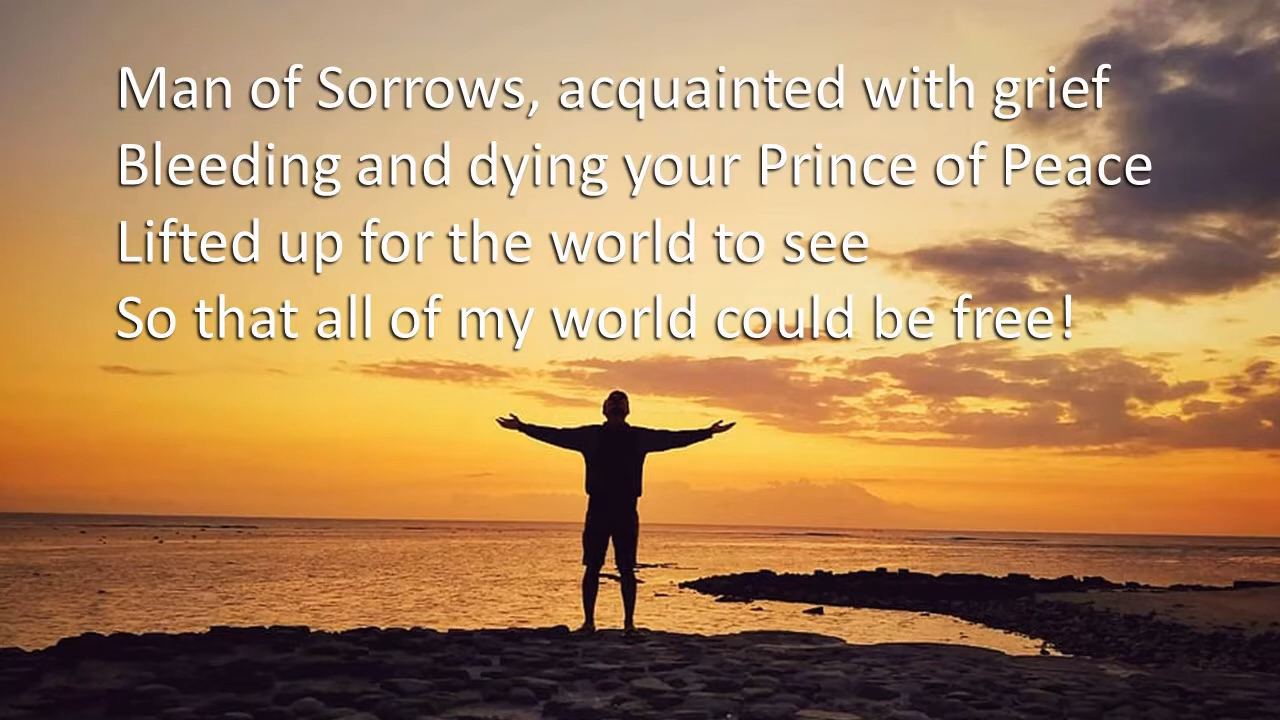 Man of Sorrows, acquainted with grief
Bleeding and dying your Prince of Peace
Lifted up for the world to see
So that all of my world could be free!